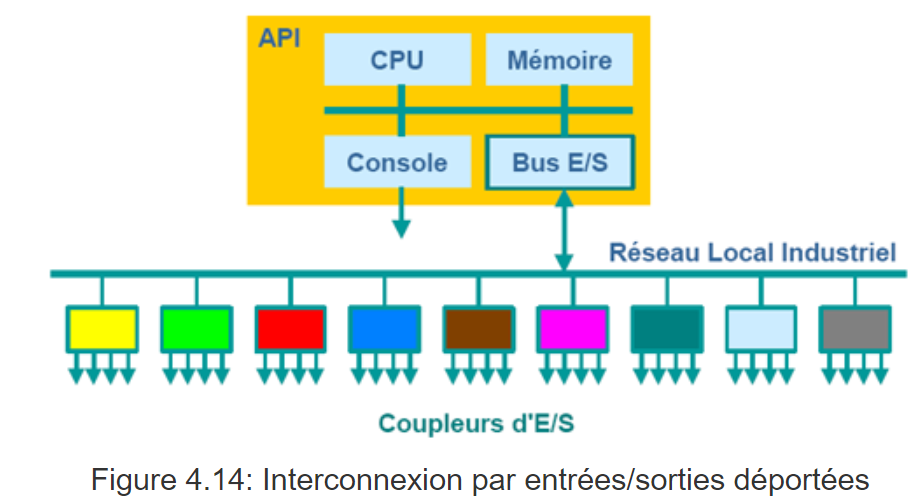 API
CPU
Mémoire
Console
Bus E/S
Réseau Local Industriel
Coupleurs d'E/S
Figure 4.14: Interconnexion par entrées/sorties déportées